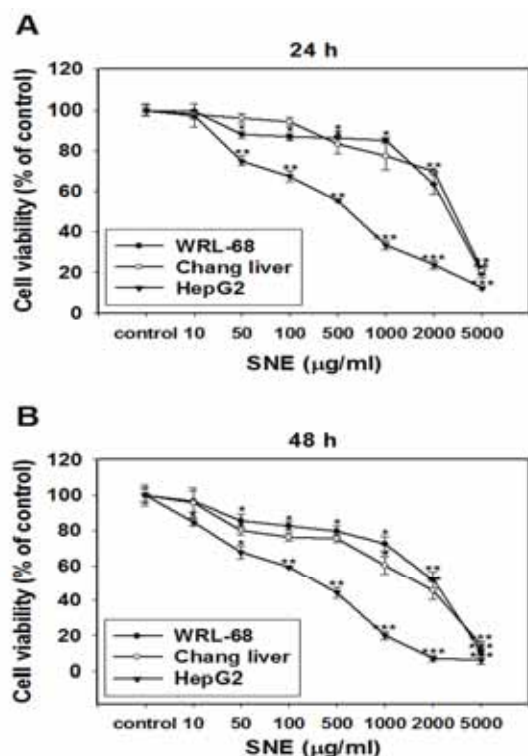 A
24 h
Cell viability (% of control)
120
100
80
60
40
20
0
WRL-68
Chang liver
HepG2
control 10 50 100 500 1000 2000 5000
SNE (µg/ml)
B
48 h
Cell viability (% of control)
120
100
80
60
40
20
0
WRL-68
Chang liver
HepG2
control 10 50 100 500 1000 2000 5000
SNE (µg/ml)